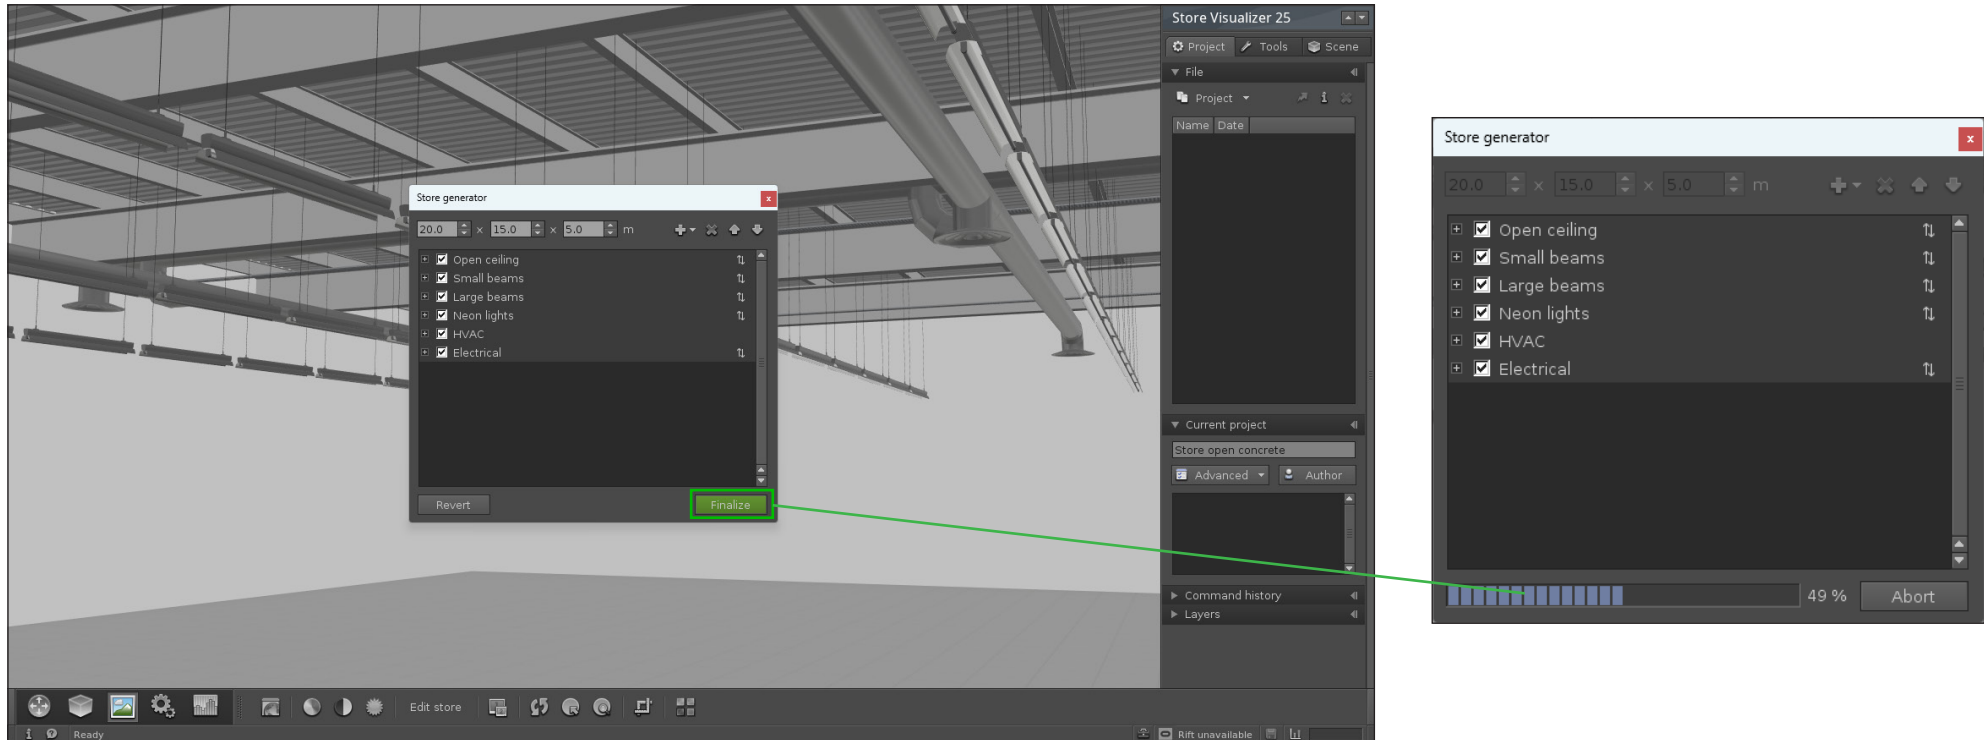 Store Visualizer 25
Project Tools Scene
File
Project
Name Date
Store generator
20.0 x 15.0 x 5.0 m
Open ceiling
Small beams
Large beams
Neon lights
HVAC
Electrical
Revert Finalize
Current project
Store open concrete
Advanced Author
Command history
Layers
Edit store
Ready
Rift unavailable
Store generator
20.0 x 15.0 x 5.0 m
Open ceiling
Small beams
Large beams
Neon lights
HVAC
Electrical
49 % Abort